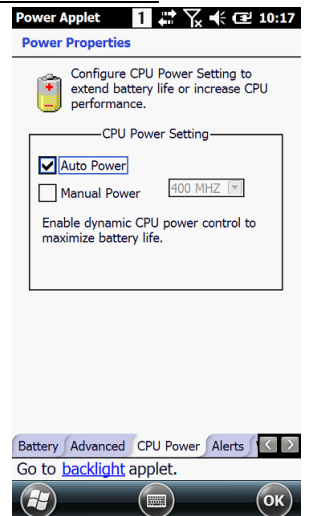 Power Applet 1 10:17
Power Properties
Configure CPU Power Setting to
extend battery life or increase CPU
performance.
CPU Power Setting
Auto Power
Manual Power 400 MHZ
Enable dynamic CPU power control to
maximize battery life.
Battery Advanced CPU Power Alerts
Go to backlight applet.
OK